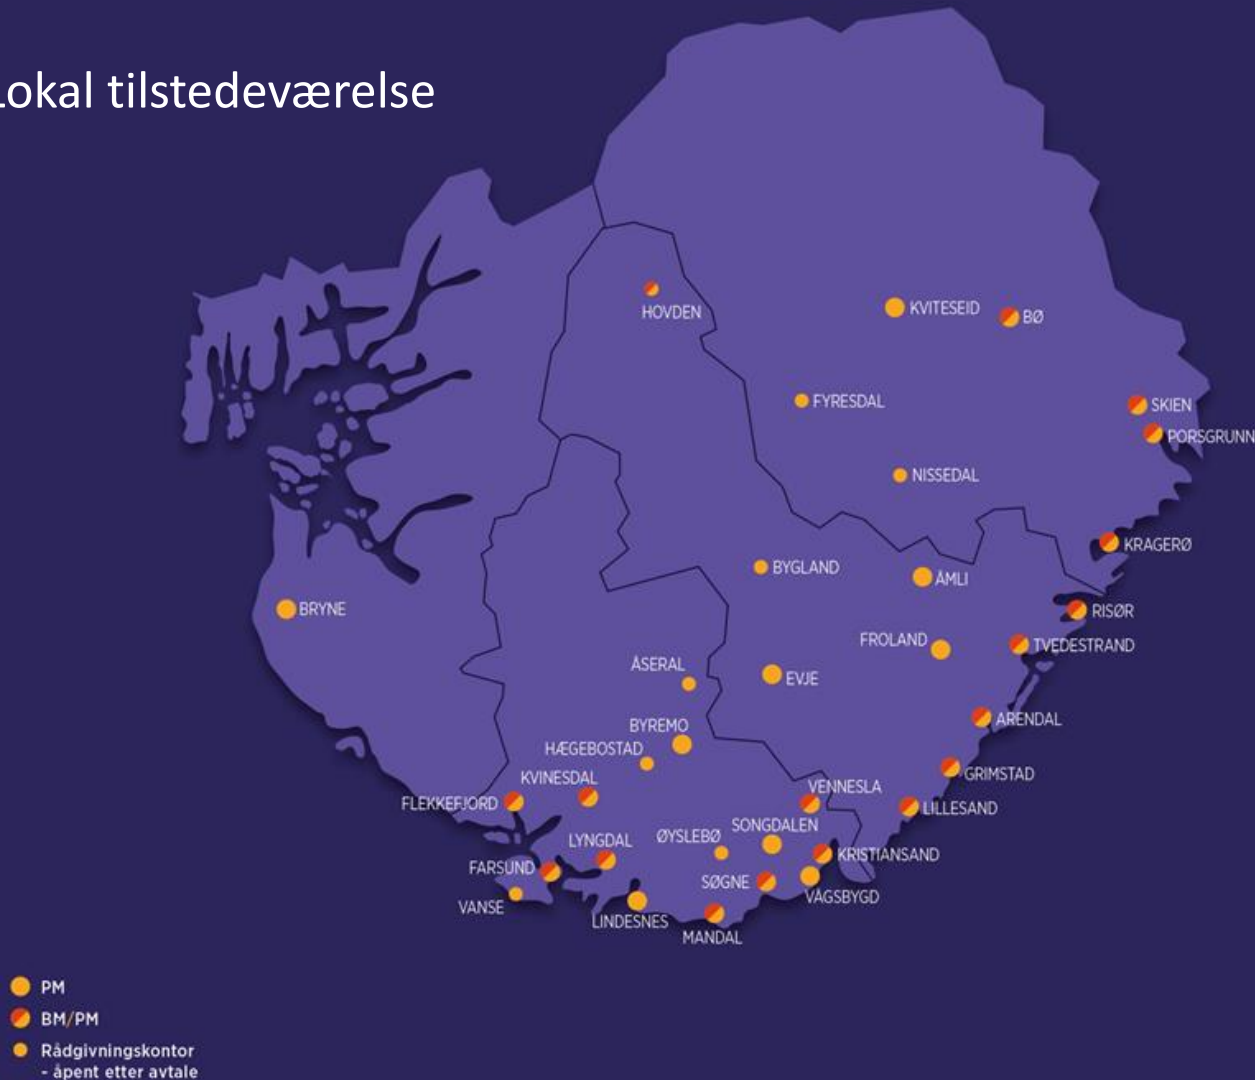 Lokal tilstedeværelse
HOVDEN
KVITESEID
BØ
FYRESDAL
SKIEN
PORSGRUNN
NISSEDAL
KRAGERØ
BYGLAND
ÅMLI
BRYNE
RISØR
FROLAND
TVEDESTRAND
ÅSERAL
EVJE
ARENDAL
BYREMO
HÆGEBOSTAD
GRIMSTAD
KVINESDAL
VENNESLA
FLEKKEFJORD
LILLESAND
SONGDALEN
ØYSLEBØ
LYNGDAL
KRISTIANSAND
FARSUND
SØGNE
VÅGSBYGD
VANSE
LINDESNES
MANDAL
PM
BM/PM
Rådgivningskontor
- åpent etter avtale